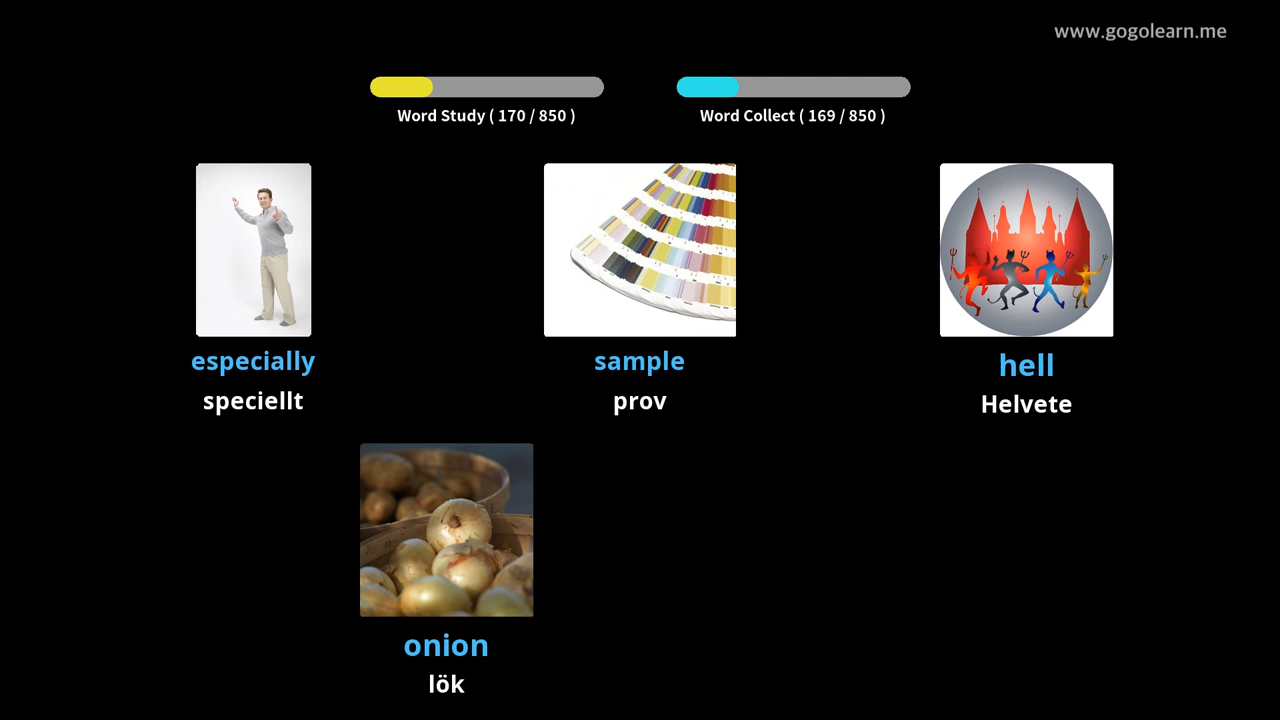 www.gogolearn.me
Word Study ( 170 / 850 )
Word Collect ( 169 / 850 )
especially
speciellt
sample
prov
hell
Helvete
onion
lök